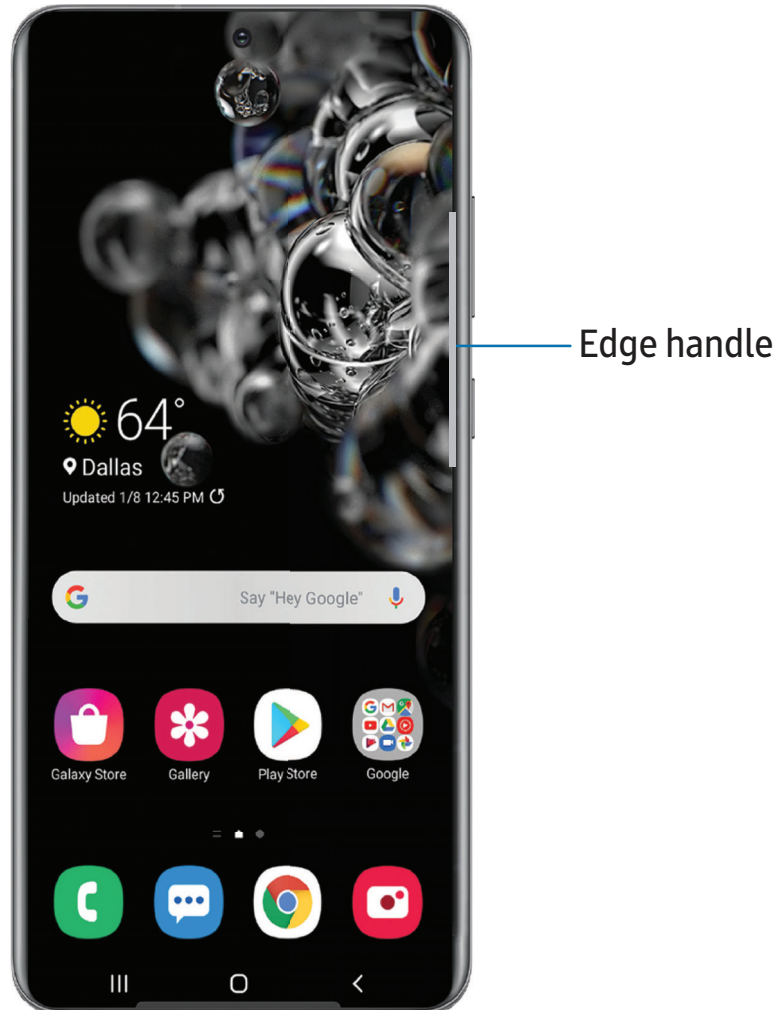 Edge handle
64°
Dallas
Updated 1/8 12:45 PM
G Say "Hey Google"
Galaxy Store Gallery Play Store Google